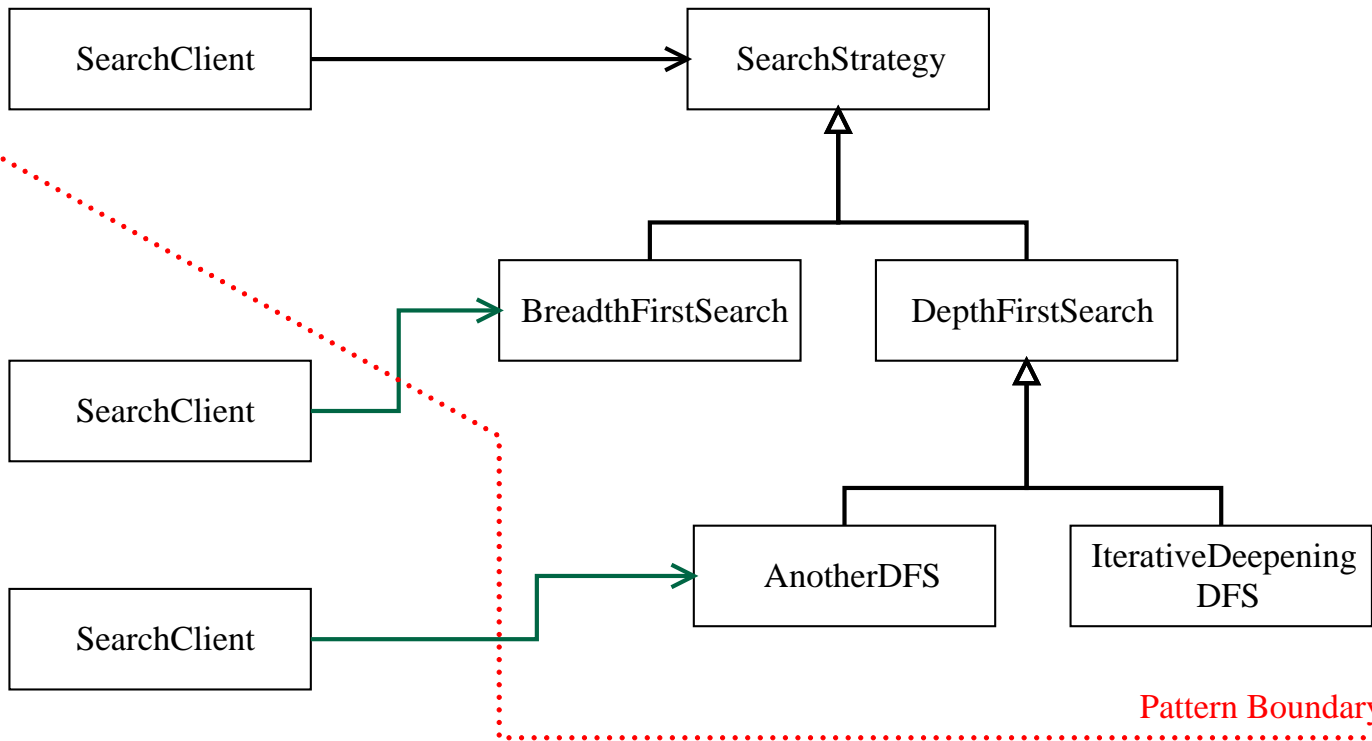 SearchClient
SearchStrategy
BreadthFirstSearch
DepthFirstSearch
SearchClient
AnotherDFS
IterativeDeepening
DFS
SearchClient
Pattern Boundary